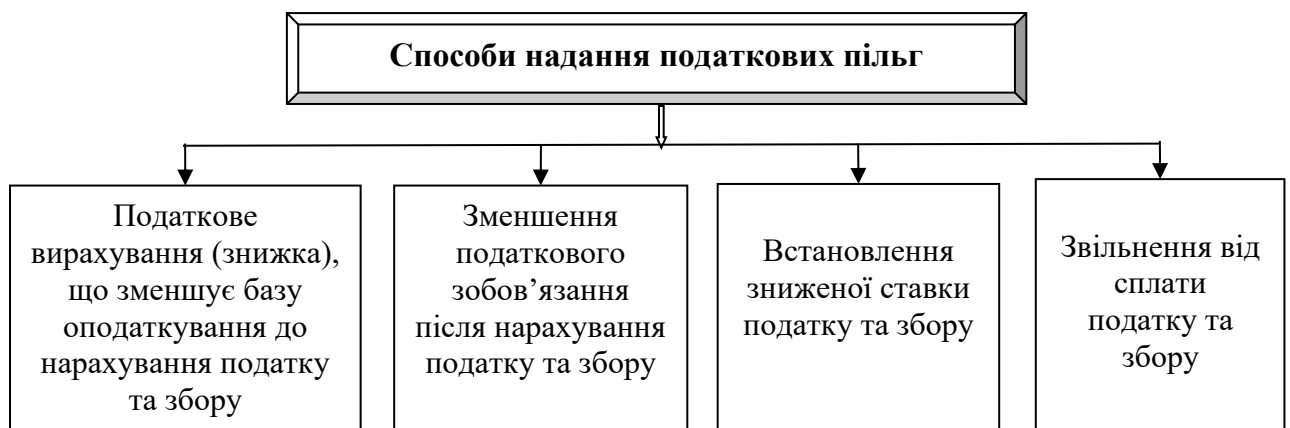 Способи надання податкових пільг
Податкове
вирахування (знижка),
що зменшує базу
оподаткування до
нарахування податку
та збору
Зменшення
податкового
зобов’язання
після нарахування
податку та збору
Встановлення
зниженої ставки
податку та збору
Звільнення від
сплати
податку та
збору